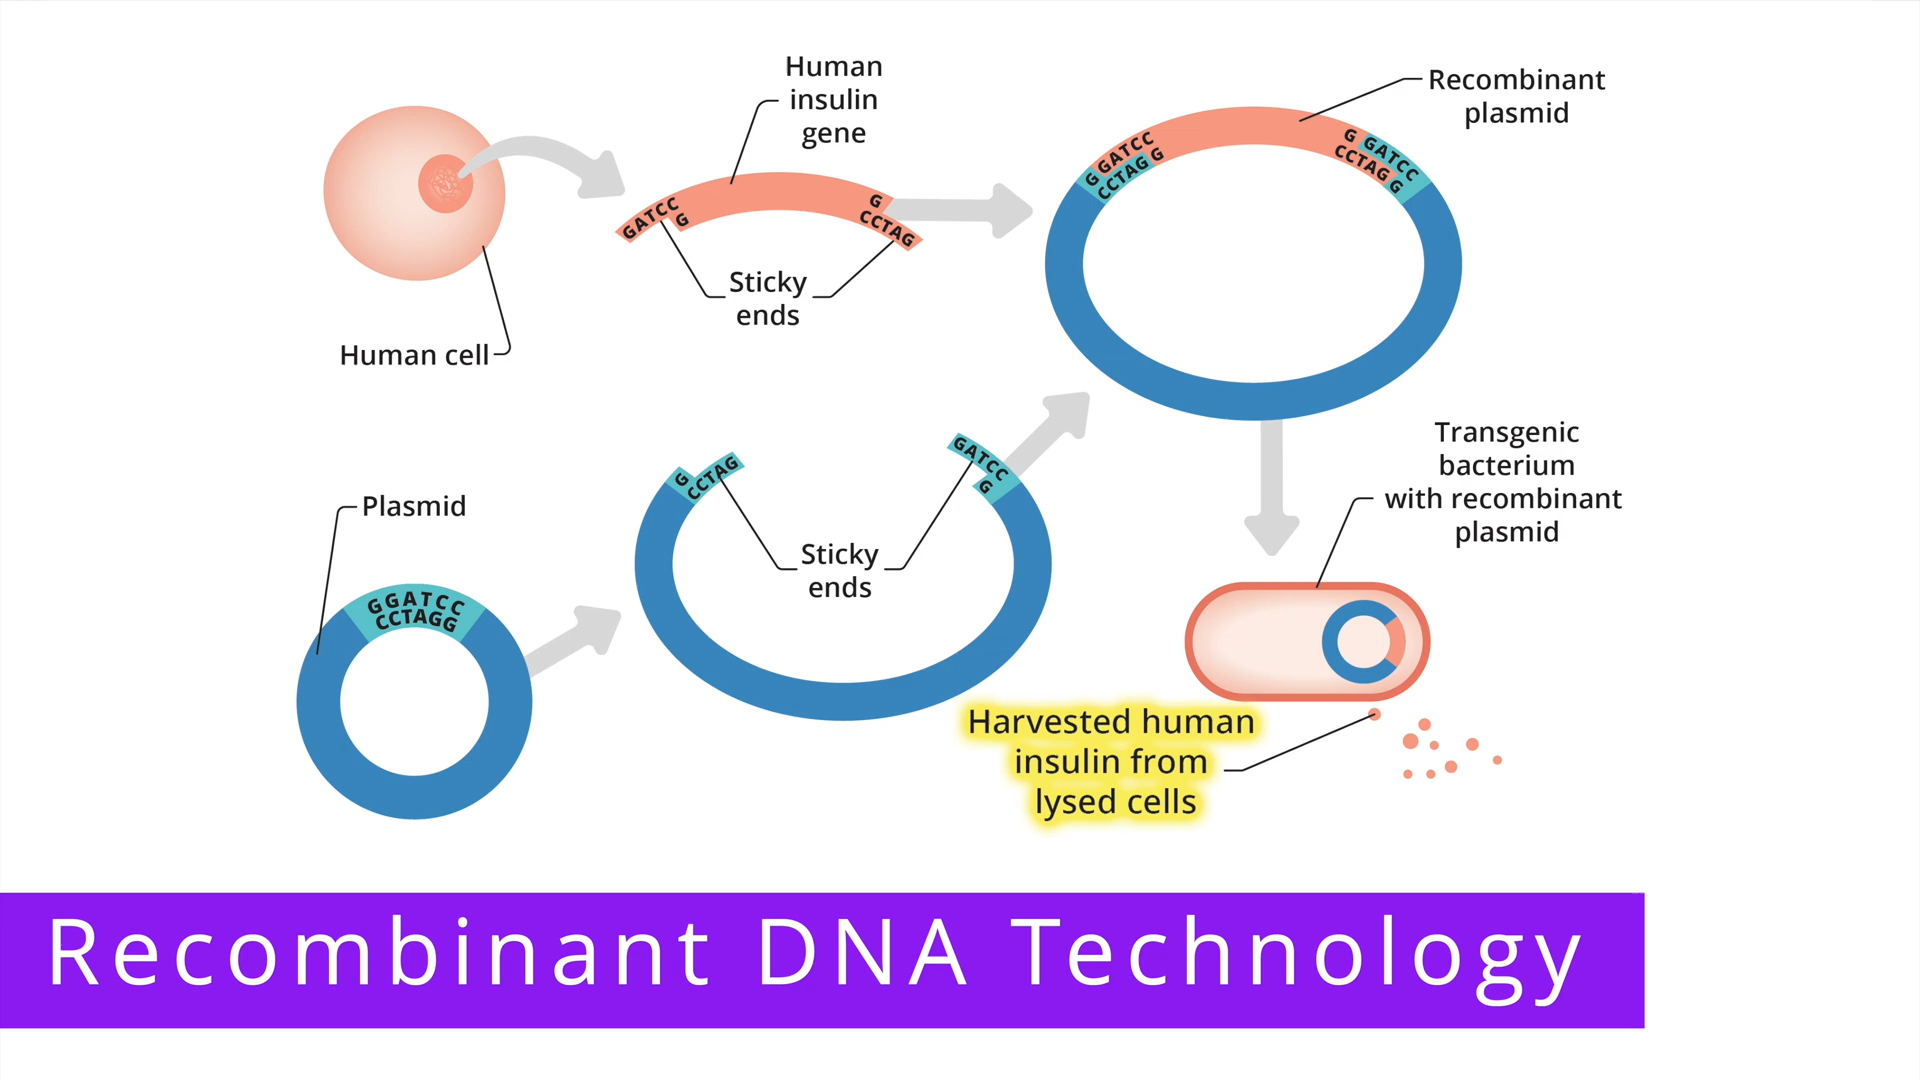 Human
insulin
gene
Recombinant
plasmid
GATCC
G
G
CCTAG
G GATCC
CCTAG G
G GATCC
CCTAG G
Sticky
ends
Human cell
Transgenic
bacterium
with recombinant
plasmid
Plasmid
G
CCTAG
GATCC
G
Sticky
ends
GGATCC
CCTAGG
Harvested human
insulin from
lysed cells
Recombinant DNA Technology